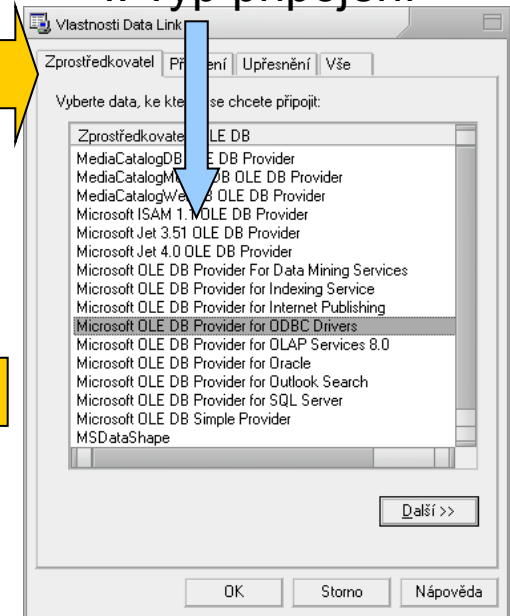 Typ připojení
Vlastnosti Data Link
Zprostředkovatel Upřesnění Vše
Vyberte data, ke se chcete připojit:
LE DB
MediaCatalogDB E DB Provider
DB OLE DB Provider
OLE DB Provider
Microsoft ISAM 1. OLE DB Provider
Microsoft Jet 3.51 OLE DB Provider
Microsoft Jet 4.0 OLE DB Provider
Microsoft OLE DB Provider For Data Mining Services
Microsoft OLE DB Provider for Indexing Service
Microsoft OLE DB Provider for Internet Publishing
Microsoft OLE DB Provider for ODBC Drivers
Microsoft OLE DB Provider for OLAP Services 8.0
Microsoft OLE DB Provider for Oracle
Microsoft OLE DB Provider for Outlook Search
Microsoft OLE DB Provider for SQL Server
Microsoft OLE DB Simple Provider
MSDataShape
Další >>
OK Storno Nápověda